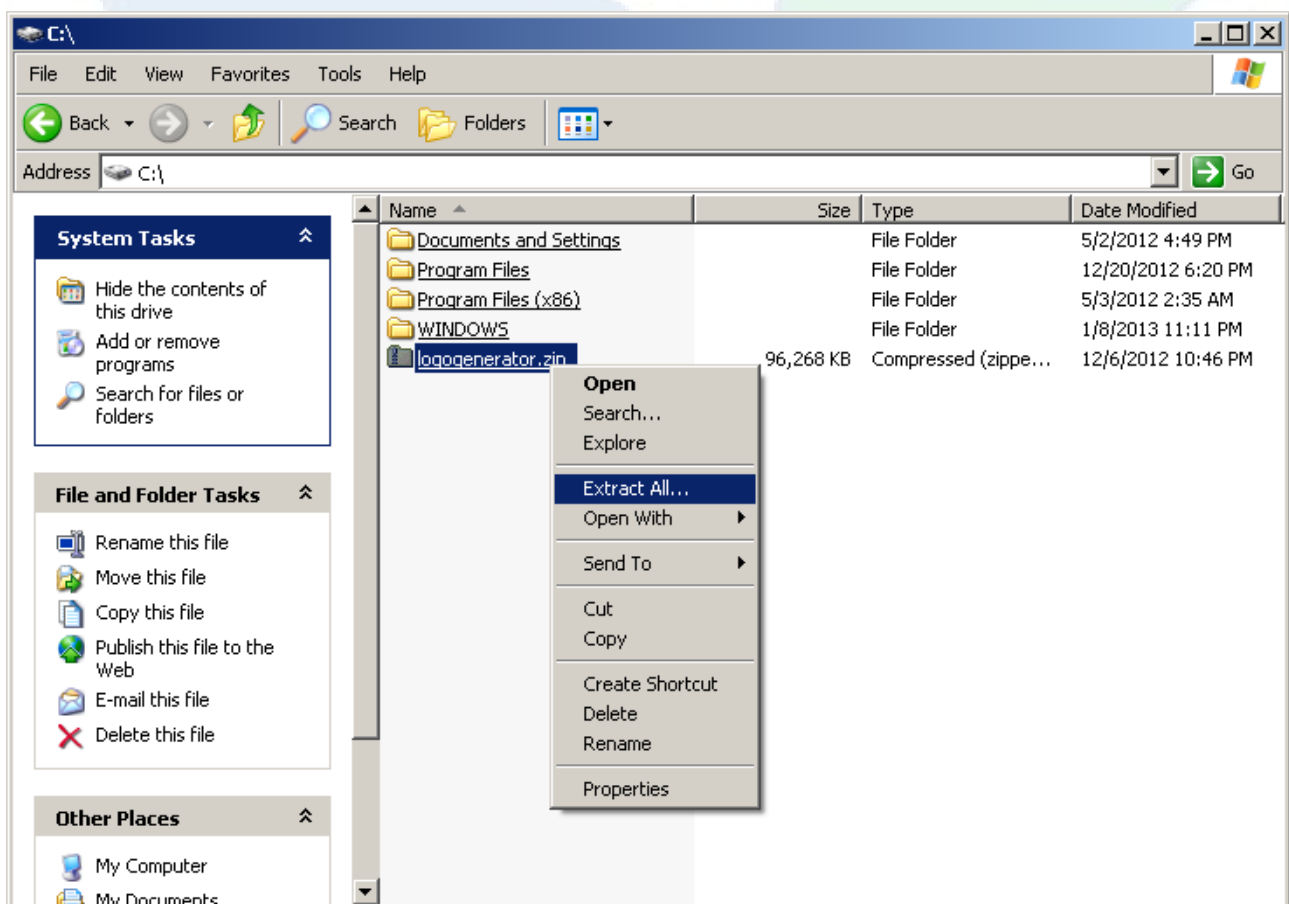 C:\
File Edit View Favorites Tools Help
Back Search Folders
Address C:\ Go
System Tasks
Hide the contents of
this drive
Add or remove
programs
Search for files or
folders
File and Folder Tasks
Rename this file
Move this file
Copy this file
Publish this file to the
Web
E-mail this file
Delete this file
Other Places
My Computer
My Documents
Name Size Type Date Modified
Documents and Settings File Folder 5/2/2012 4:49 PM
Program Files File Folder 12/20/2012 6:20 PM
Program Files (x86) File Folder 5/3/2012 2:35 AM
WINDOWS File Folder 1/8/2013 11:11 PM
logogenerator.zip 96,268 KB Compressed (zippe... 12/6/2012 10:46 PM
Open
Search...
Explore
Extract All...
Open With
Send To
Cut
Copy
Create Shortcut
Delete
Rename
Properties